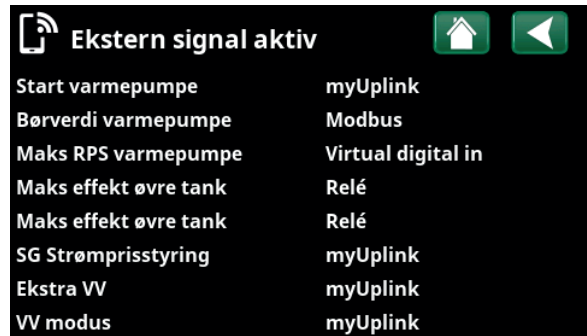 Ekstern signal aktiv
Start varmepumpe myUplink
Børverdi varmepumpe Modbus
Maks RPS varmepumpe Virtual digital in
Maks effekt øvre tank Relé
Maks effekt øvre tank Relé
SG Strømprisstyring myUplink
Ekstra VV myUplink
VV modus myUplink